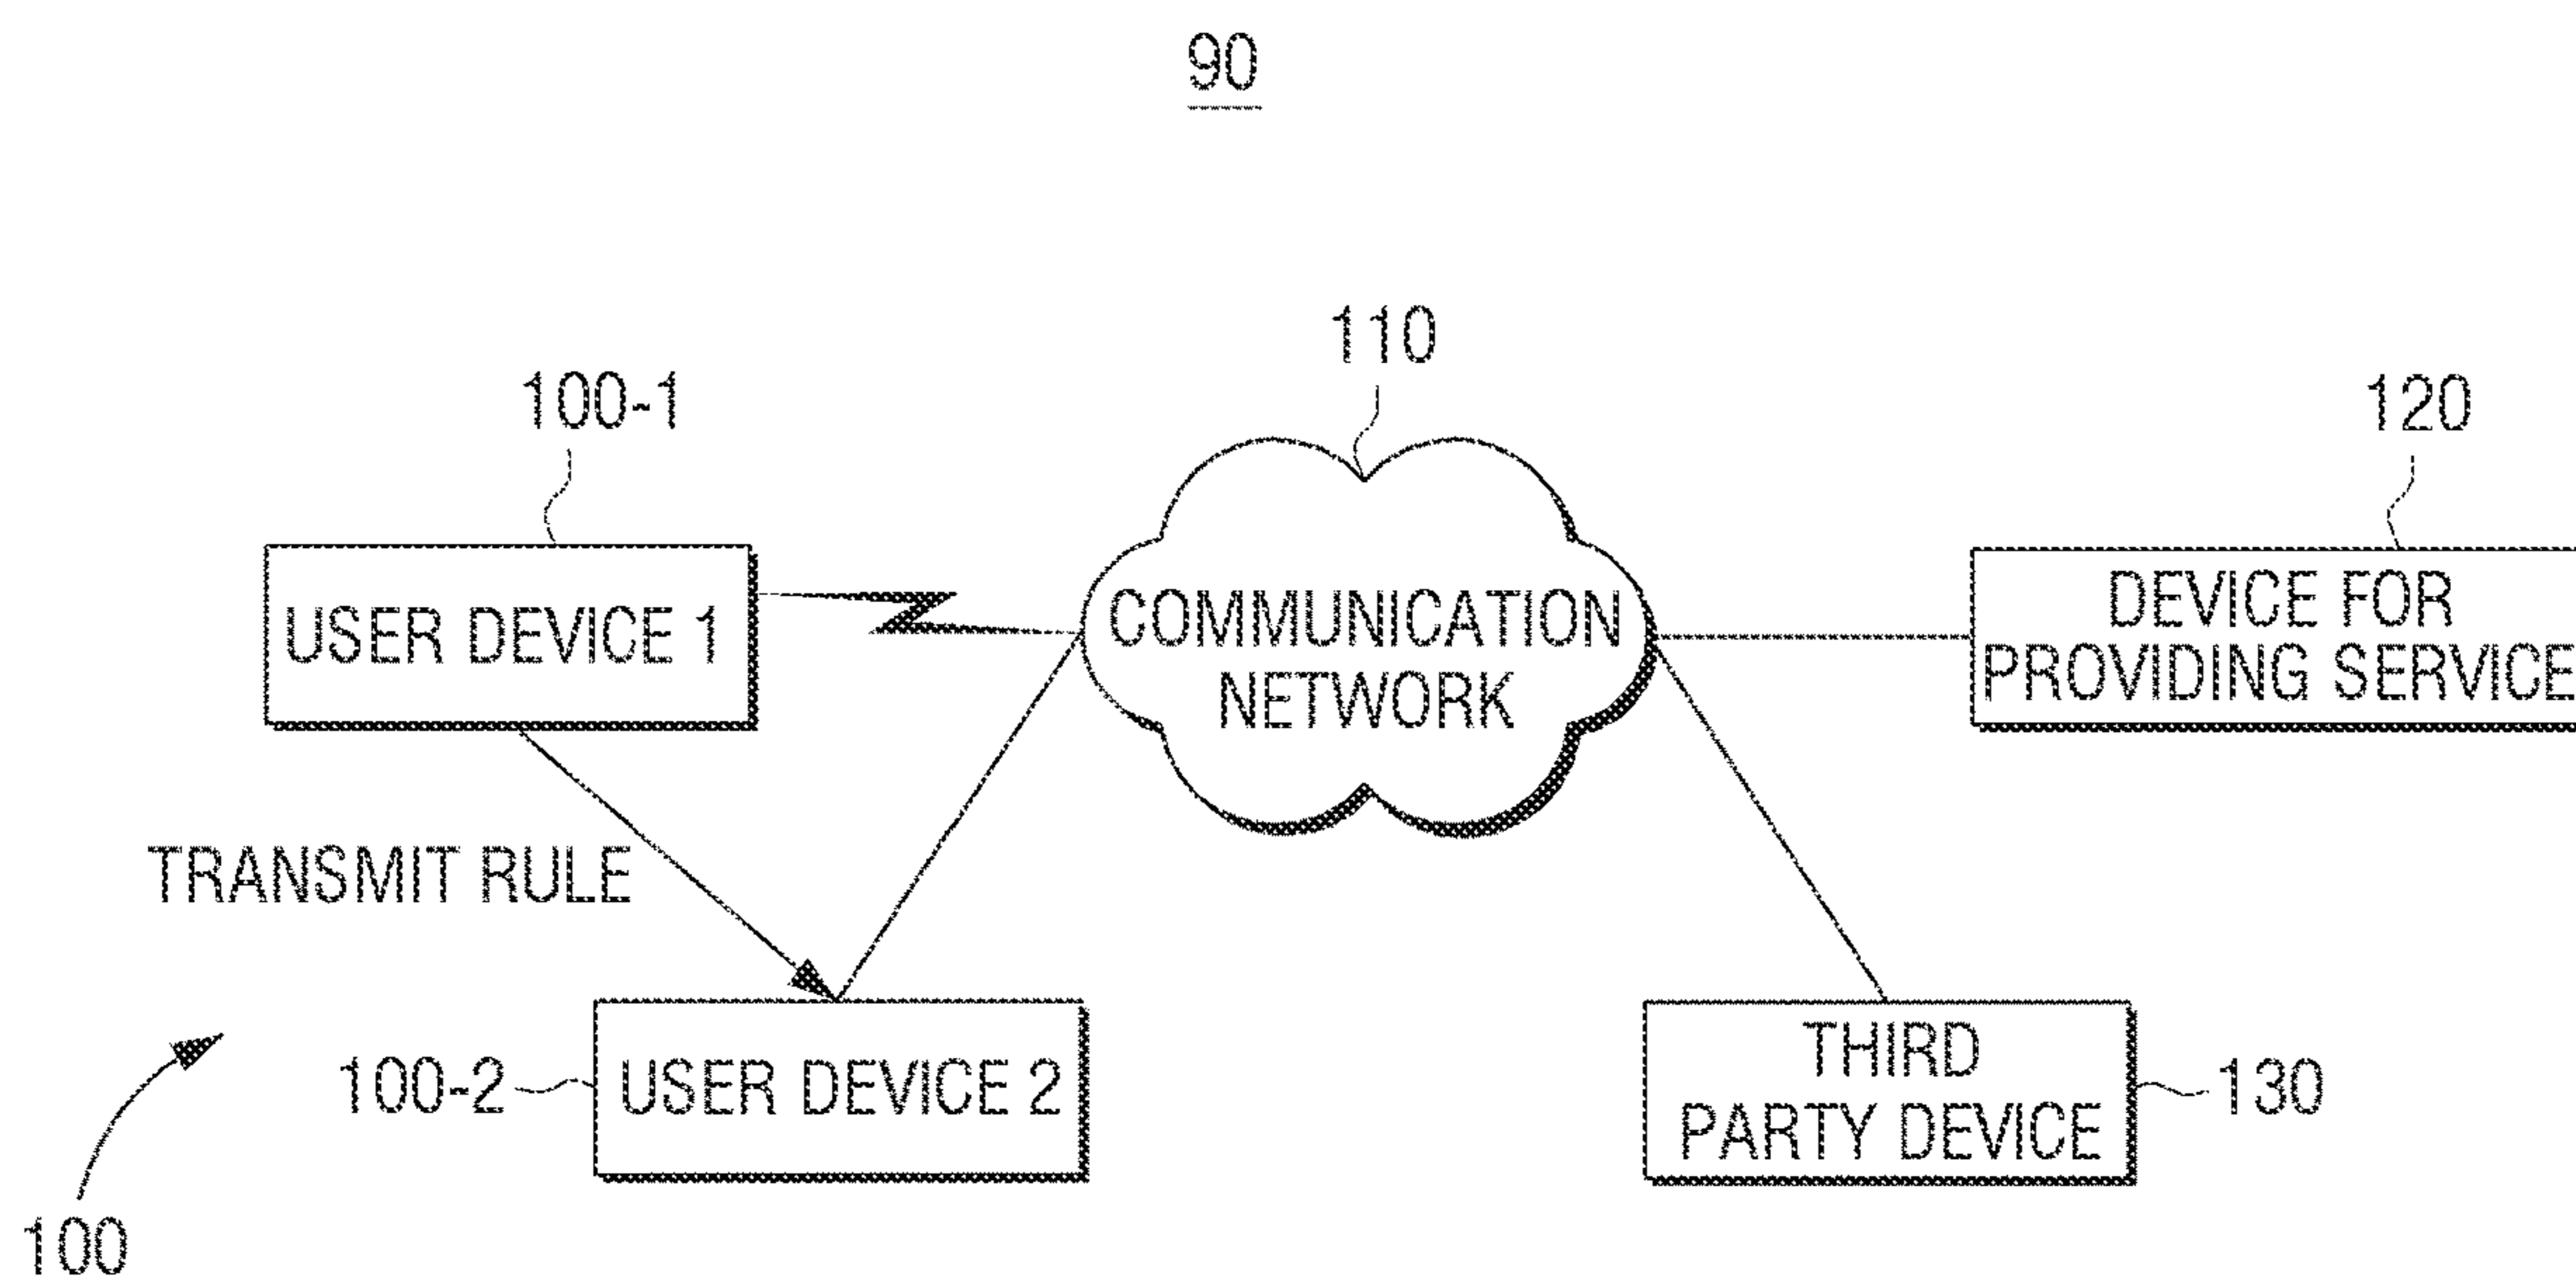 90
110
100-1
120
USER DEVICE 1
COMMUNICATION
NETWORK
DEVICE FOR
PROVIDING SERVICE
TRANSMIT RULE
100-2
USER DEVICE 2
THIRD
PARTY DEVICE
130
100